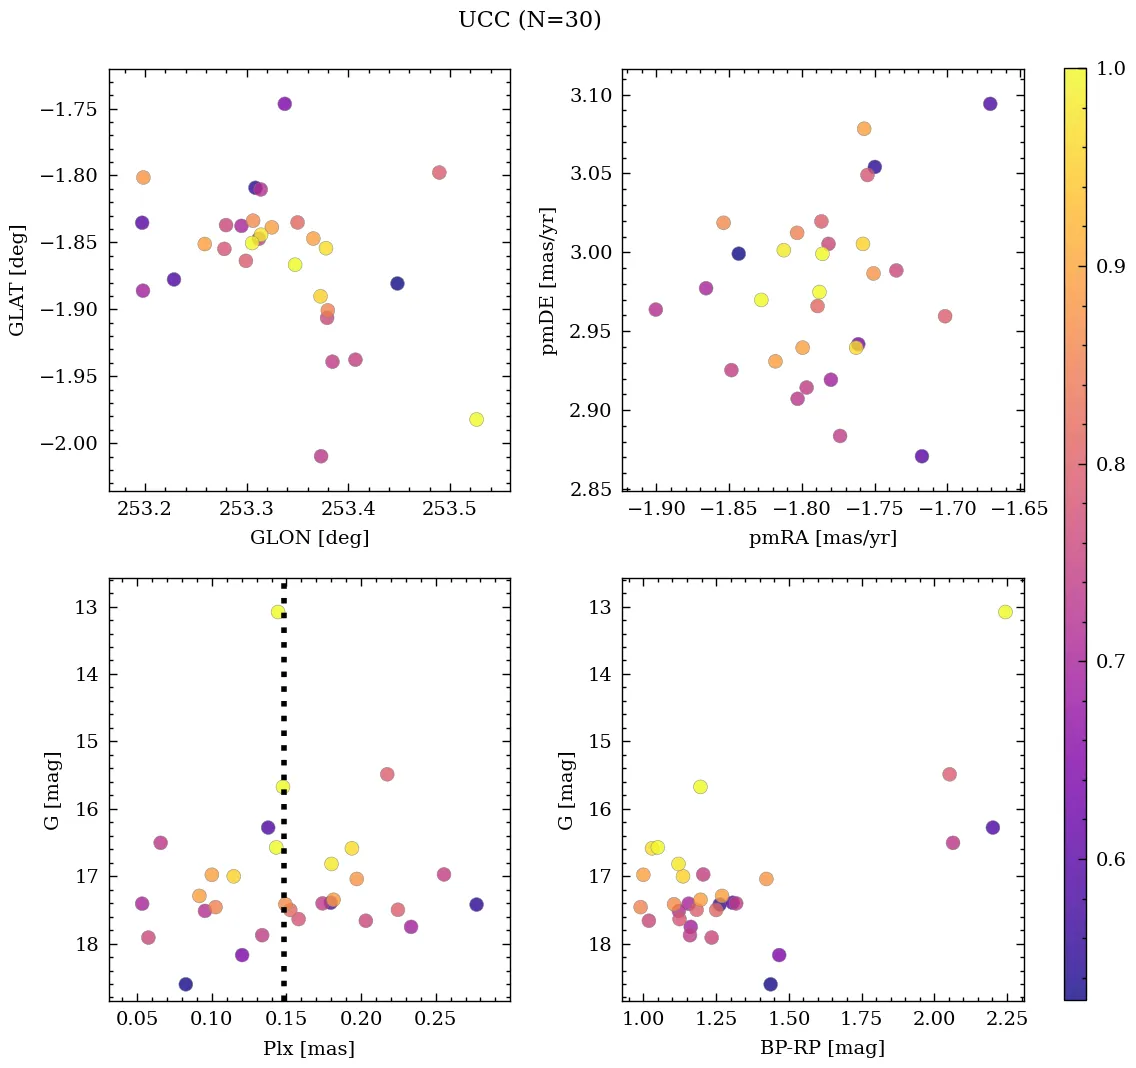 UCC (N=30)
−1.75
−1.80
−1.85
−1.90
−1.95
−2.00
GLAT [deg]
253.2 253.3 253.4 253.5
GLON [deg]
3.10
3.05
3.00
2.95
2.90
2.85
pmDE [mas/yr]
−1.90 −1.85 −1.80 −1.75 −1.70 −1.65
pmRA [mas/yr]
13
14
15
16
17
18
G [mag]
0.05 0.10 0.15 0.20 0.25
Plx [mas]
13
14
15
16
17
18
G [mag]
1.00 1.25 1.50 1.75 2.00 2.25
BP-RP [mag]
1.0
0.9
0.8
0.7
0.6